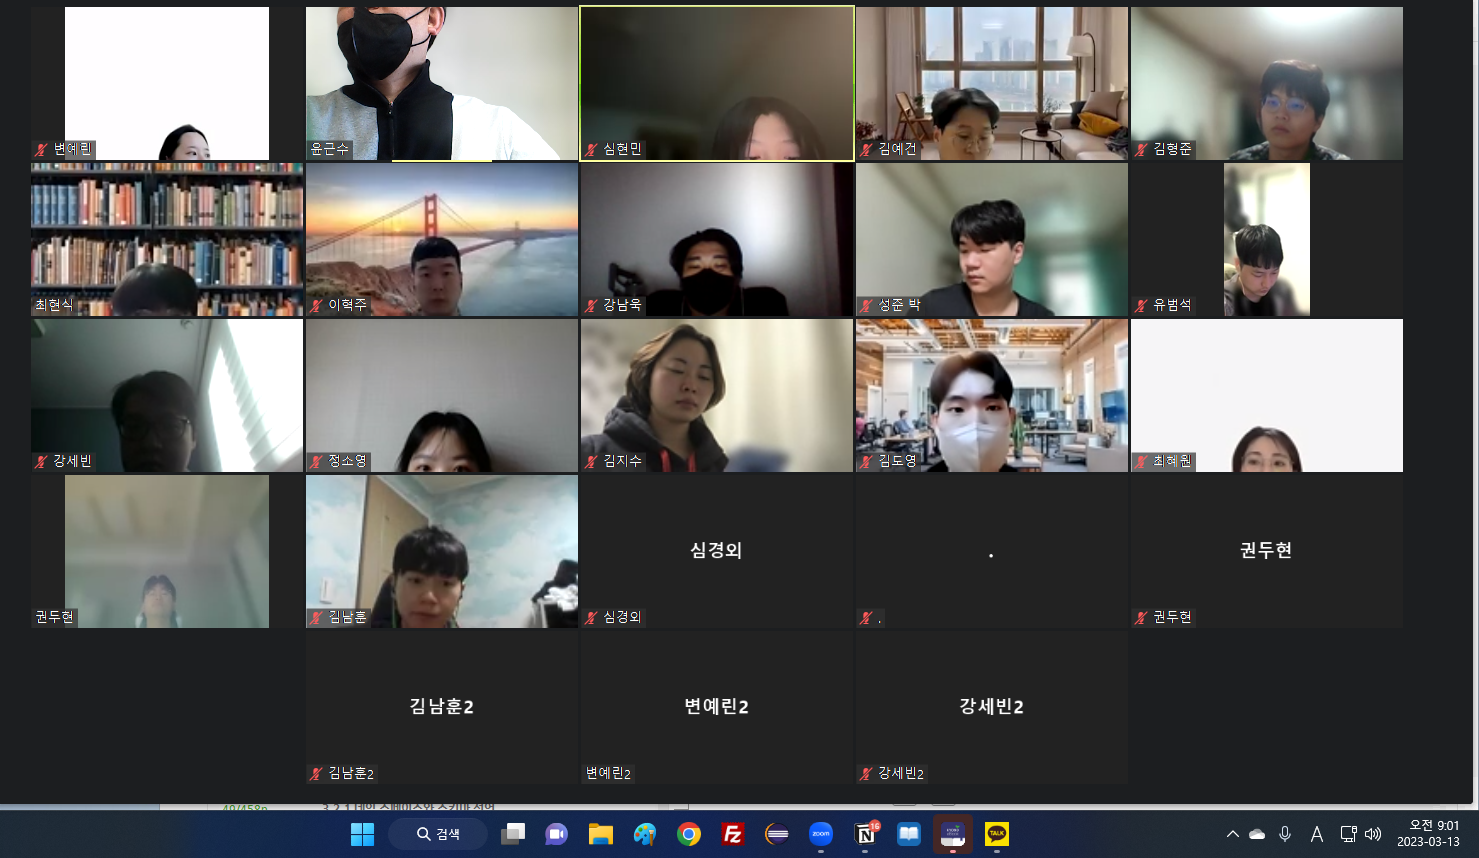 변예린
윤근수
심현민
김예건
김형준
최현식
이혁주
강남욱
성준 박
유범석
강세빈
정소영
김지수
김도영
최혜원
권두현
김남훈
심경외
심경외
.
.
권두현
권두현
김남훈2
김남훈2
변예린2
변예린2
강세빈2
강세빈2
49/458p
검색
FZ
zoom
N
16
TALK
A
오전 9:01
2023-03-13